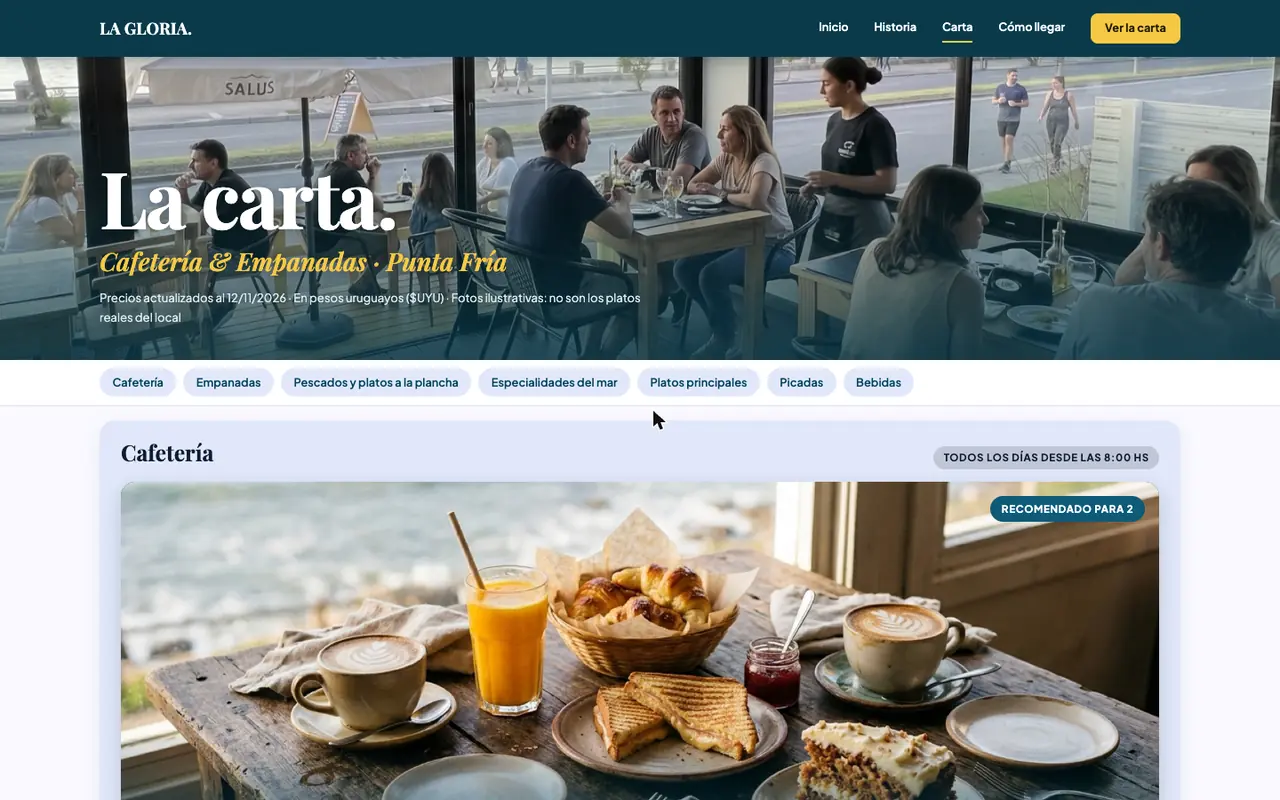 LA GLORIA.
Inicio
Historia
Carta
Cómo llegar
Ver la carta
SALUS
La carta.
Cafetería & Empanadas · Punta Fría
Precios actualizados al 12/11/2026 · En pesos uruguayos ($UYU) · Fotos ilustrativas: no son los platos
reales del local
Cafetería
Empanadas
Pescados y platos a la plancha
Especialidades del mar
Platos principales
Picadas
Bebidas
Cafetería
TODOS LOS DÍAS DESDE LAS 8:00 HS
RECOMENDADO PARA 2